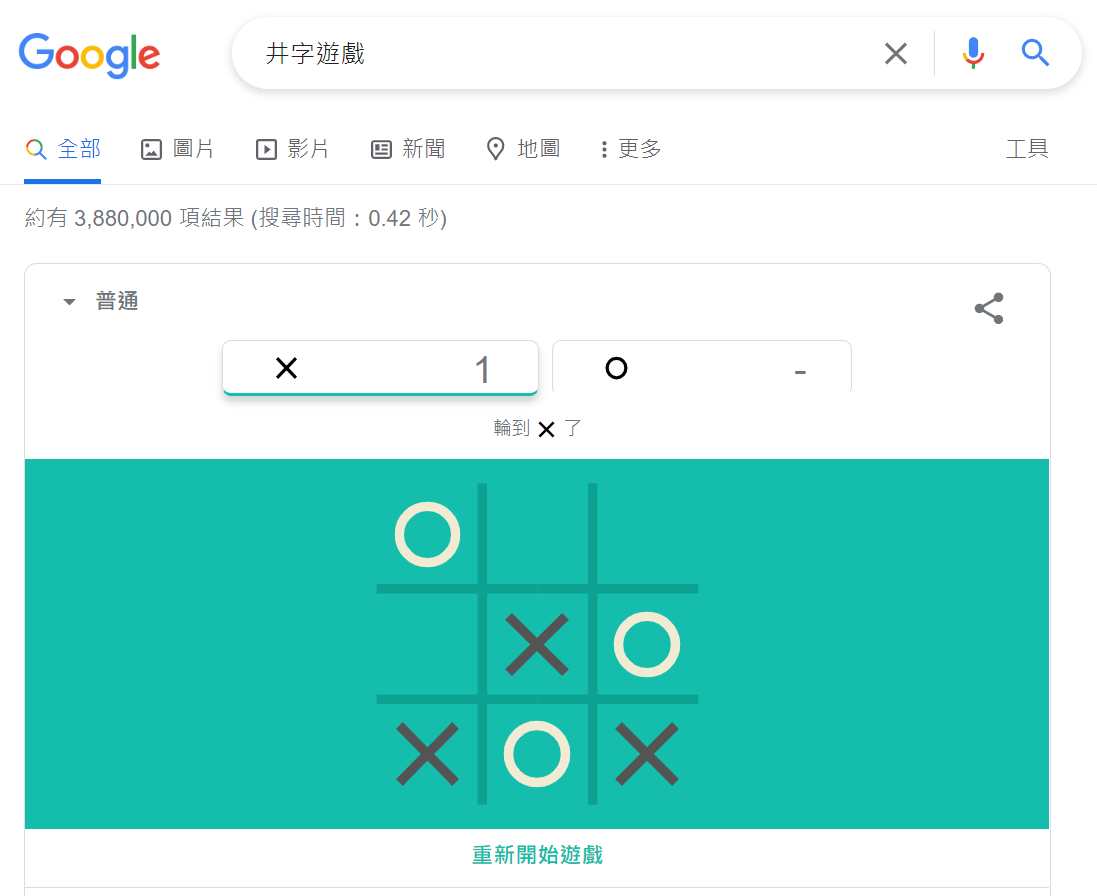 Google
井字遊戲
全部 圖片 影片 新聞 地圖 更多 工具
約有 3,880,000 項結果 (搜尋時間：0.42 秒)
普通
× 1 O -
輪到 × 了
O
× O
× O ×
重新開始遊戲